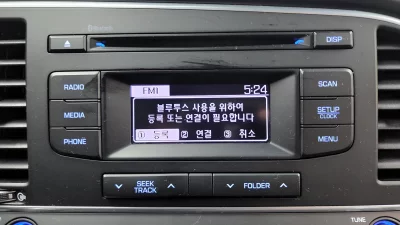 DISP
FM1 5:24
블루투스 사용을 위하여
등록 또는 연결이 필요합니다
① 등록 ② 연결 ③ 취소
RADIO
MEDIA
PHONE
SCAN
SETUP
CLOCK
MENU
SEEK
TRACK
FOLDER
TUNE